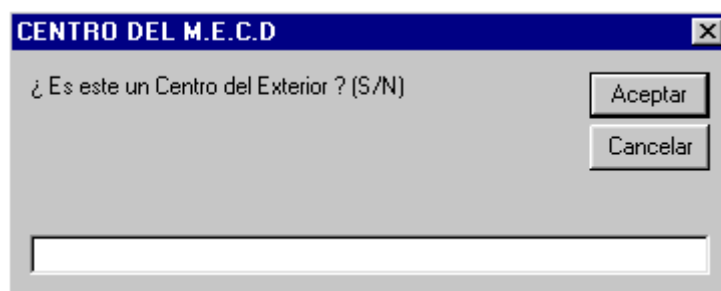 CENTRO DEL M.E.C.D
¿ Es este un Centro del Exterior ? (S/N)
Aceptar
Cancelar